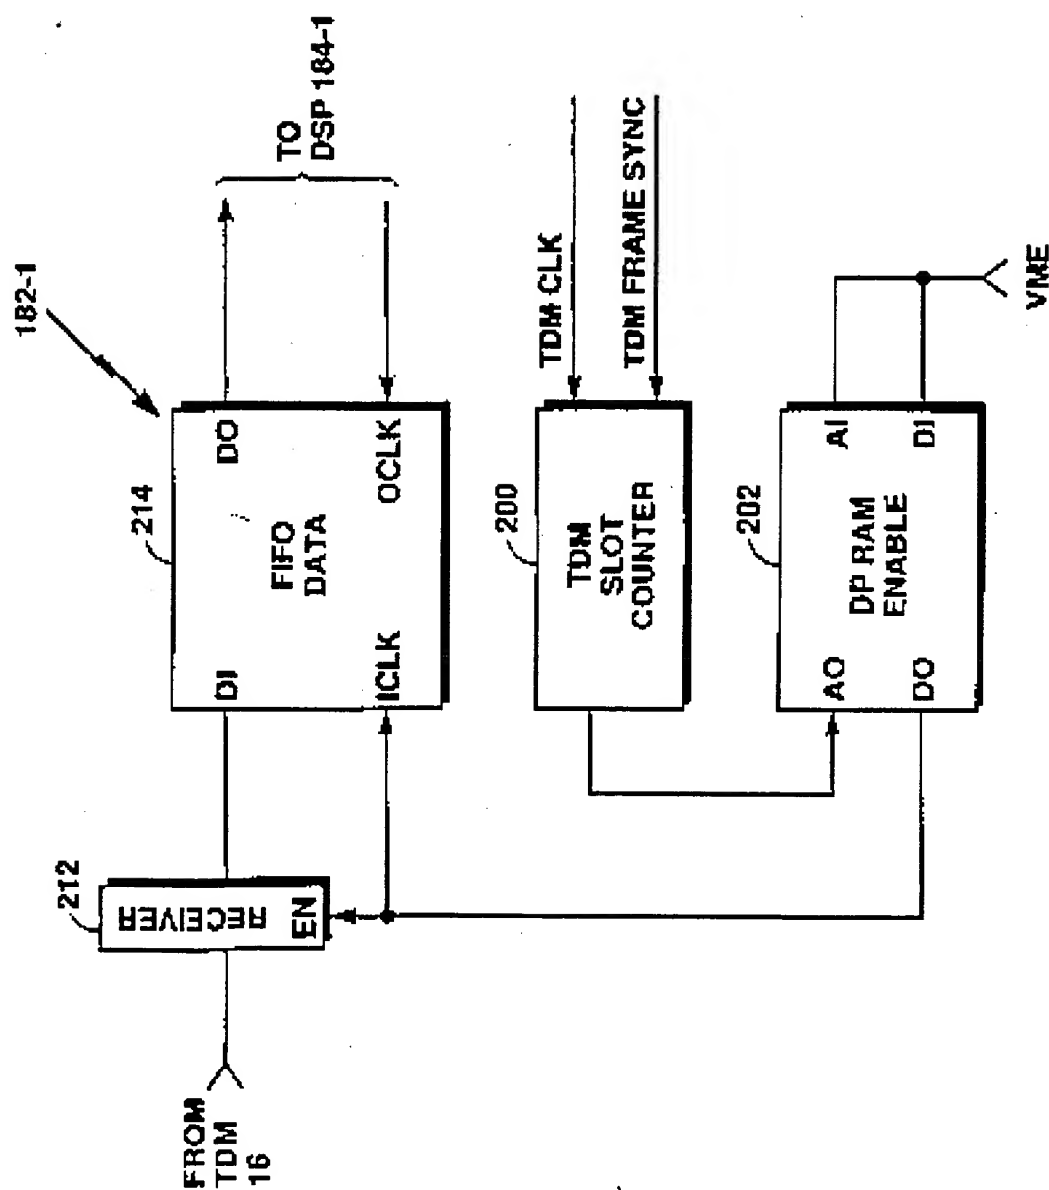 182-1
214
FIFO
DATA
DI
DO
ICLK
OCLK
TO
DSP 184-1
212
RECEIVER
EN
FROM
TDM
16
200
TDM
SLOT
COUNTER
TDM CLK
TDM FRAME SYNC
202
DP RAM
ENABLE
AO
AI
DO
DI
VME